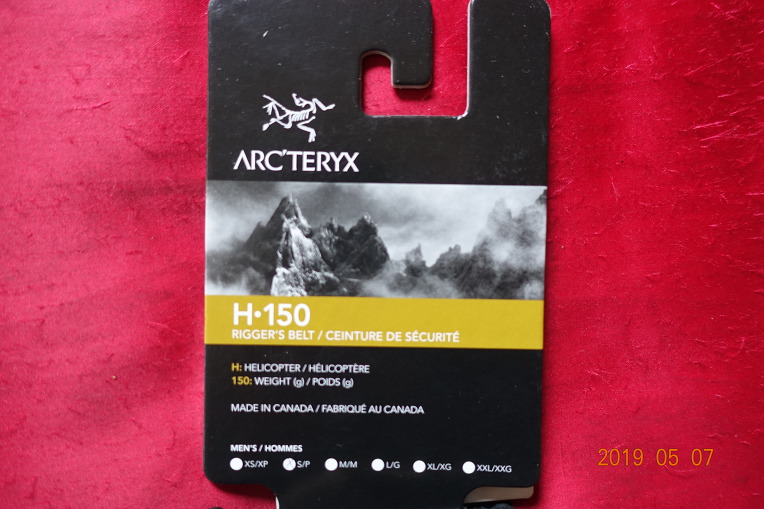 ARC'TERYX
H•150
RIGGER'S BELT / CEINTURE DE SÉCURITÉ
H: HELICOPTER / HÉLICOPTÈRE
150: WEIGHT (g) / POIDS (g)
MADE IN CANADA / FABRIQUÉ AU CANADA
MEN'S / HOMMES
XS/XP S/P M/M L/G XL/XG XXL/XXG
2019 05 07